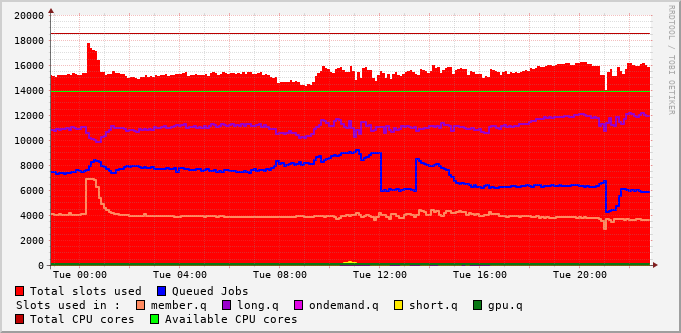 20000
18000
16000
14000
12000
10000
8000
6000
4000
2000
0
Tue 00:00 Tue 04:00 Tue 08:00 Tue 12:00 Tue 16:00 Tue 20:00
RRDTOOL / TOBI OETIKER
Total slots used Queued Jobs
Slots used in : member.q long.q ondemand.q short.q gpu.q
Total CPU cores Available CPU cores